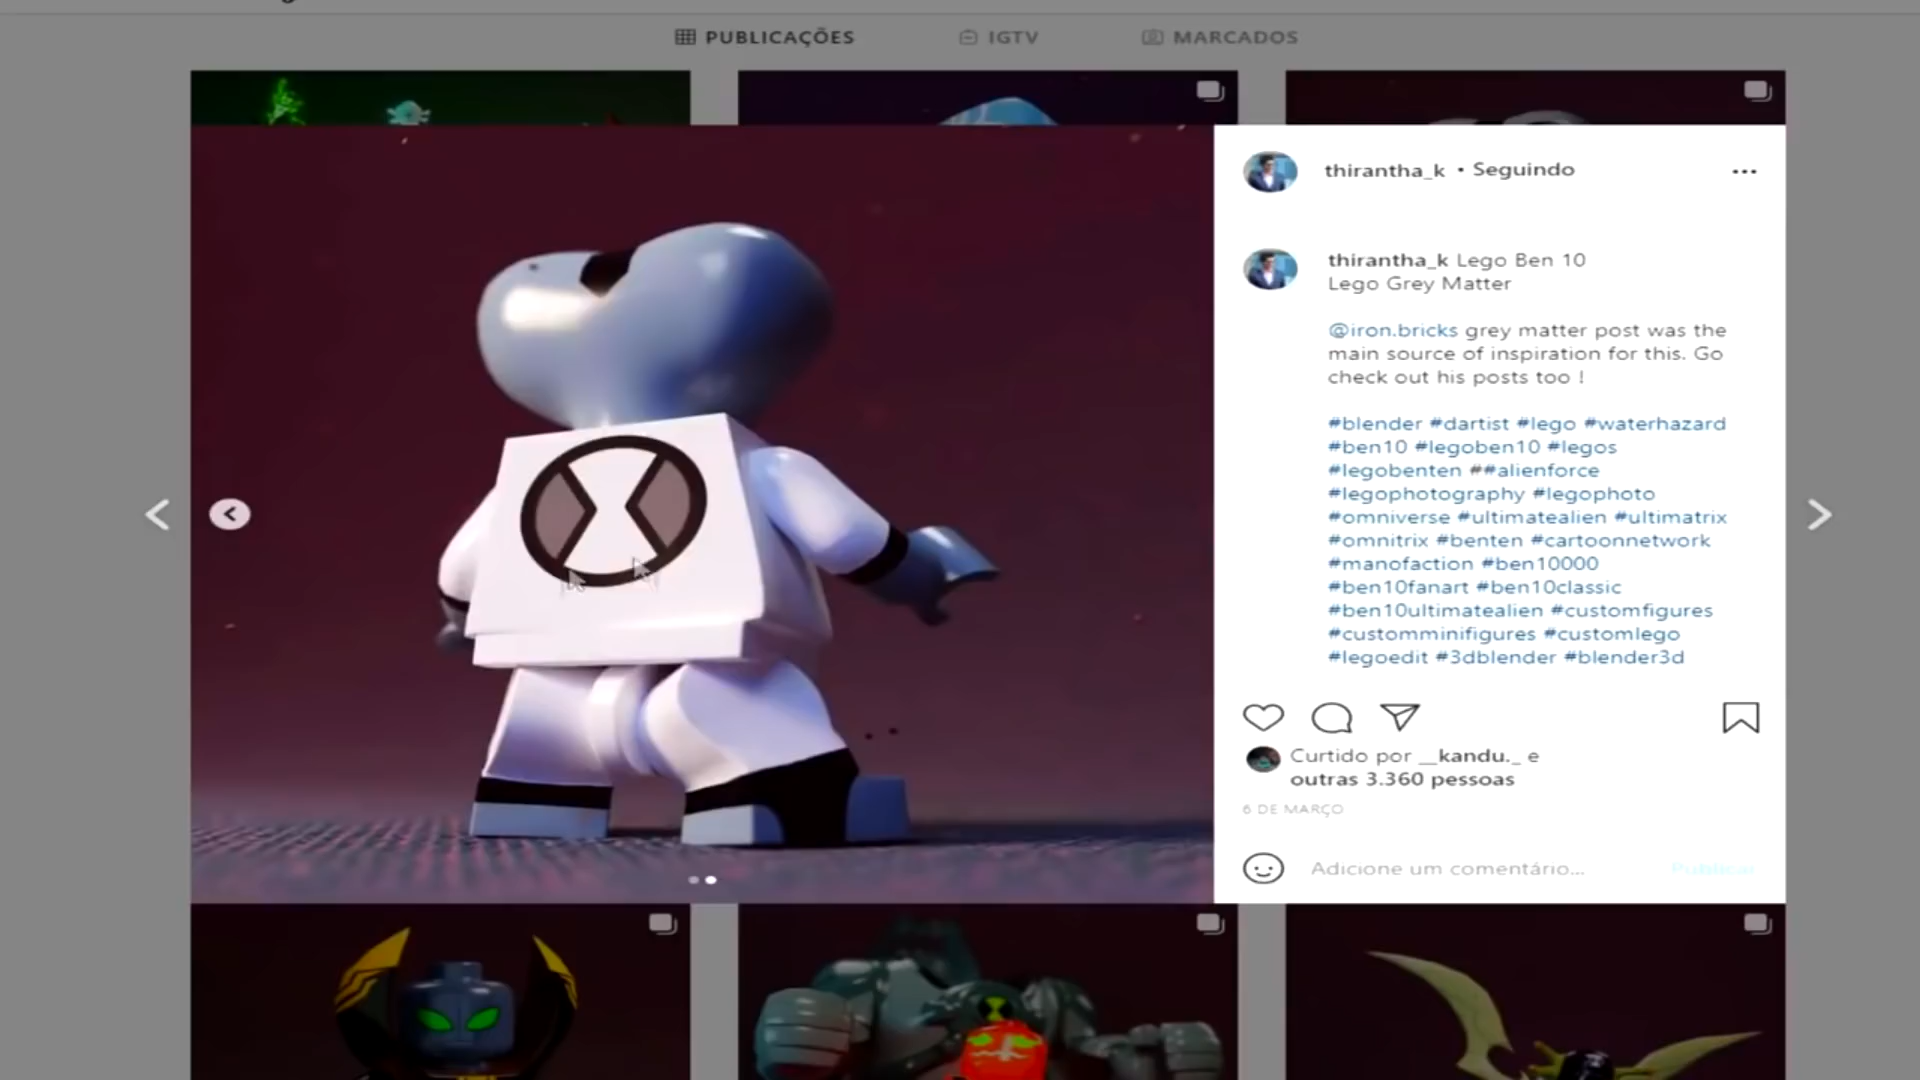 PUBLICAÇÕES IGTV MARCADOS
thirantha_k • Seguindo
thirantha_k Lego Ben 10
Lego Grey Matter
@iron.bricks grey matter post was the
main source of inspiration for this. Go
check out his posts too !
#blender #dartist #lego #waterhazard
#ben10 #legoben10 #legos
#legobenten ##alienforce
#legophotography #legophoto
#omniverse #ultimatealien #ultimatrix
#omnitrix #benten #cartoonnetwork
#manofaction #ben10000
#ben10fanart #ben10classic
#ben10ultimatealien #customfigures
#customminifigures #customlego
#legoedit #3dblender #blender3d
Curtido por __kandu._ e
outras 3.360 pessoas
6 DE MARÇO
Adicione um comentário... Publicar